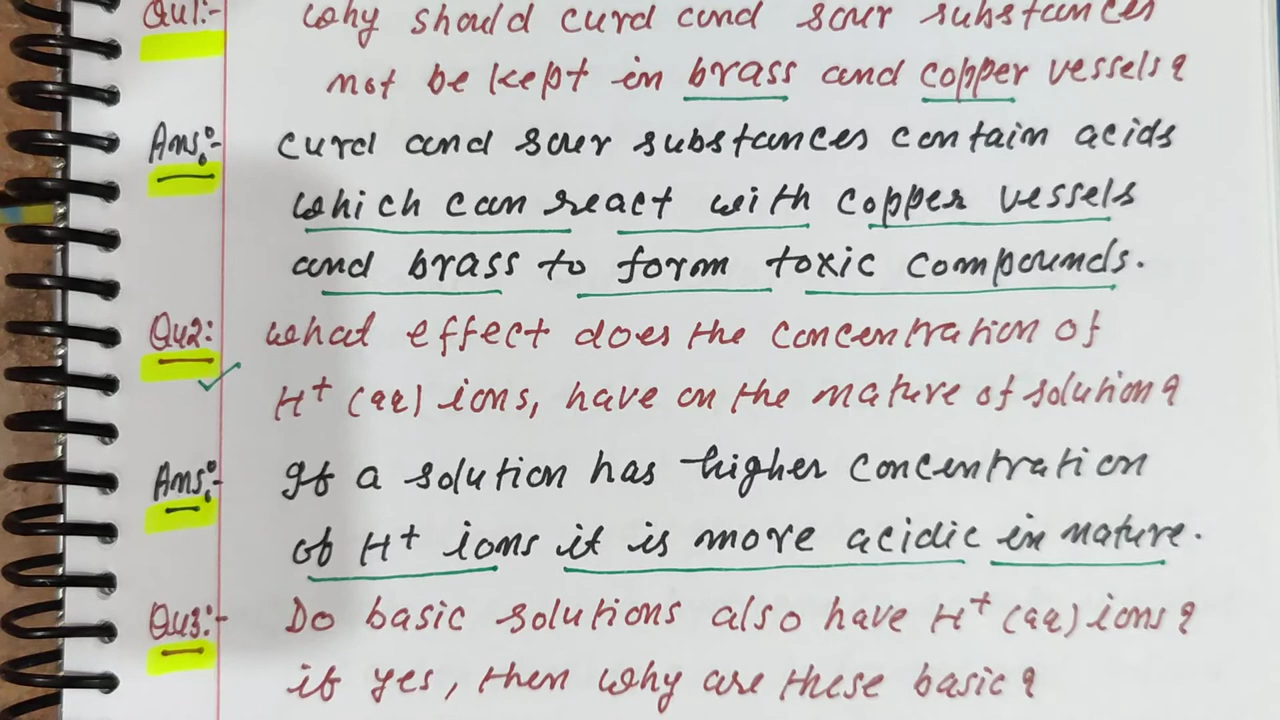 Qu1:- Why should curd and sour substances
not be kept in brass and copper vessels?
Ans:- Curd and sour substances contain acids
which can react with copper vessels
and brass to form toxic compounds.
Qu2: What effect does the concentration of
H+ (aq) ions, have on the nature of solution?
Ans:- If a solution has higher concentration
of H+ ions it is more acidic in nature.
Qu3:- Do basic solutions also have H+ (aq) ions?
if yes, then why are these basic?